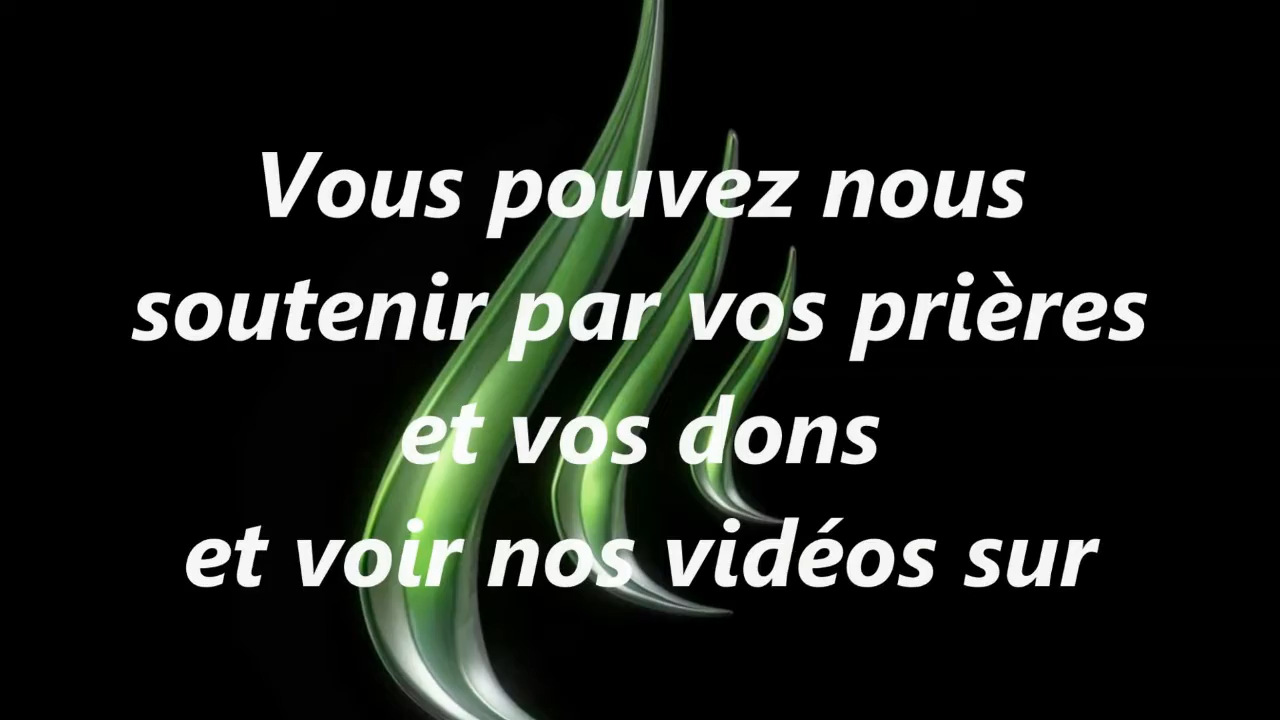 Vous pouvez nous
soutenir par vos prières
et vos dons
et voir nos vidéos sur